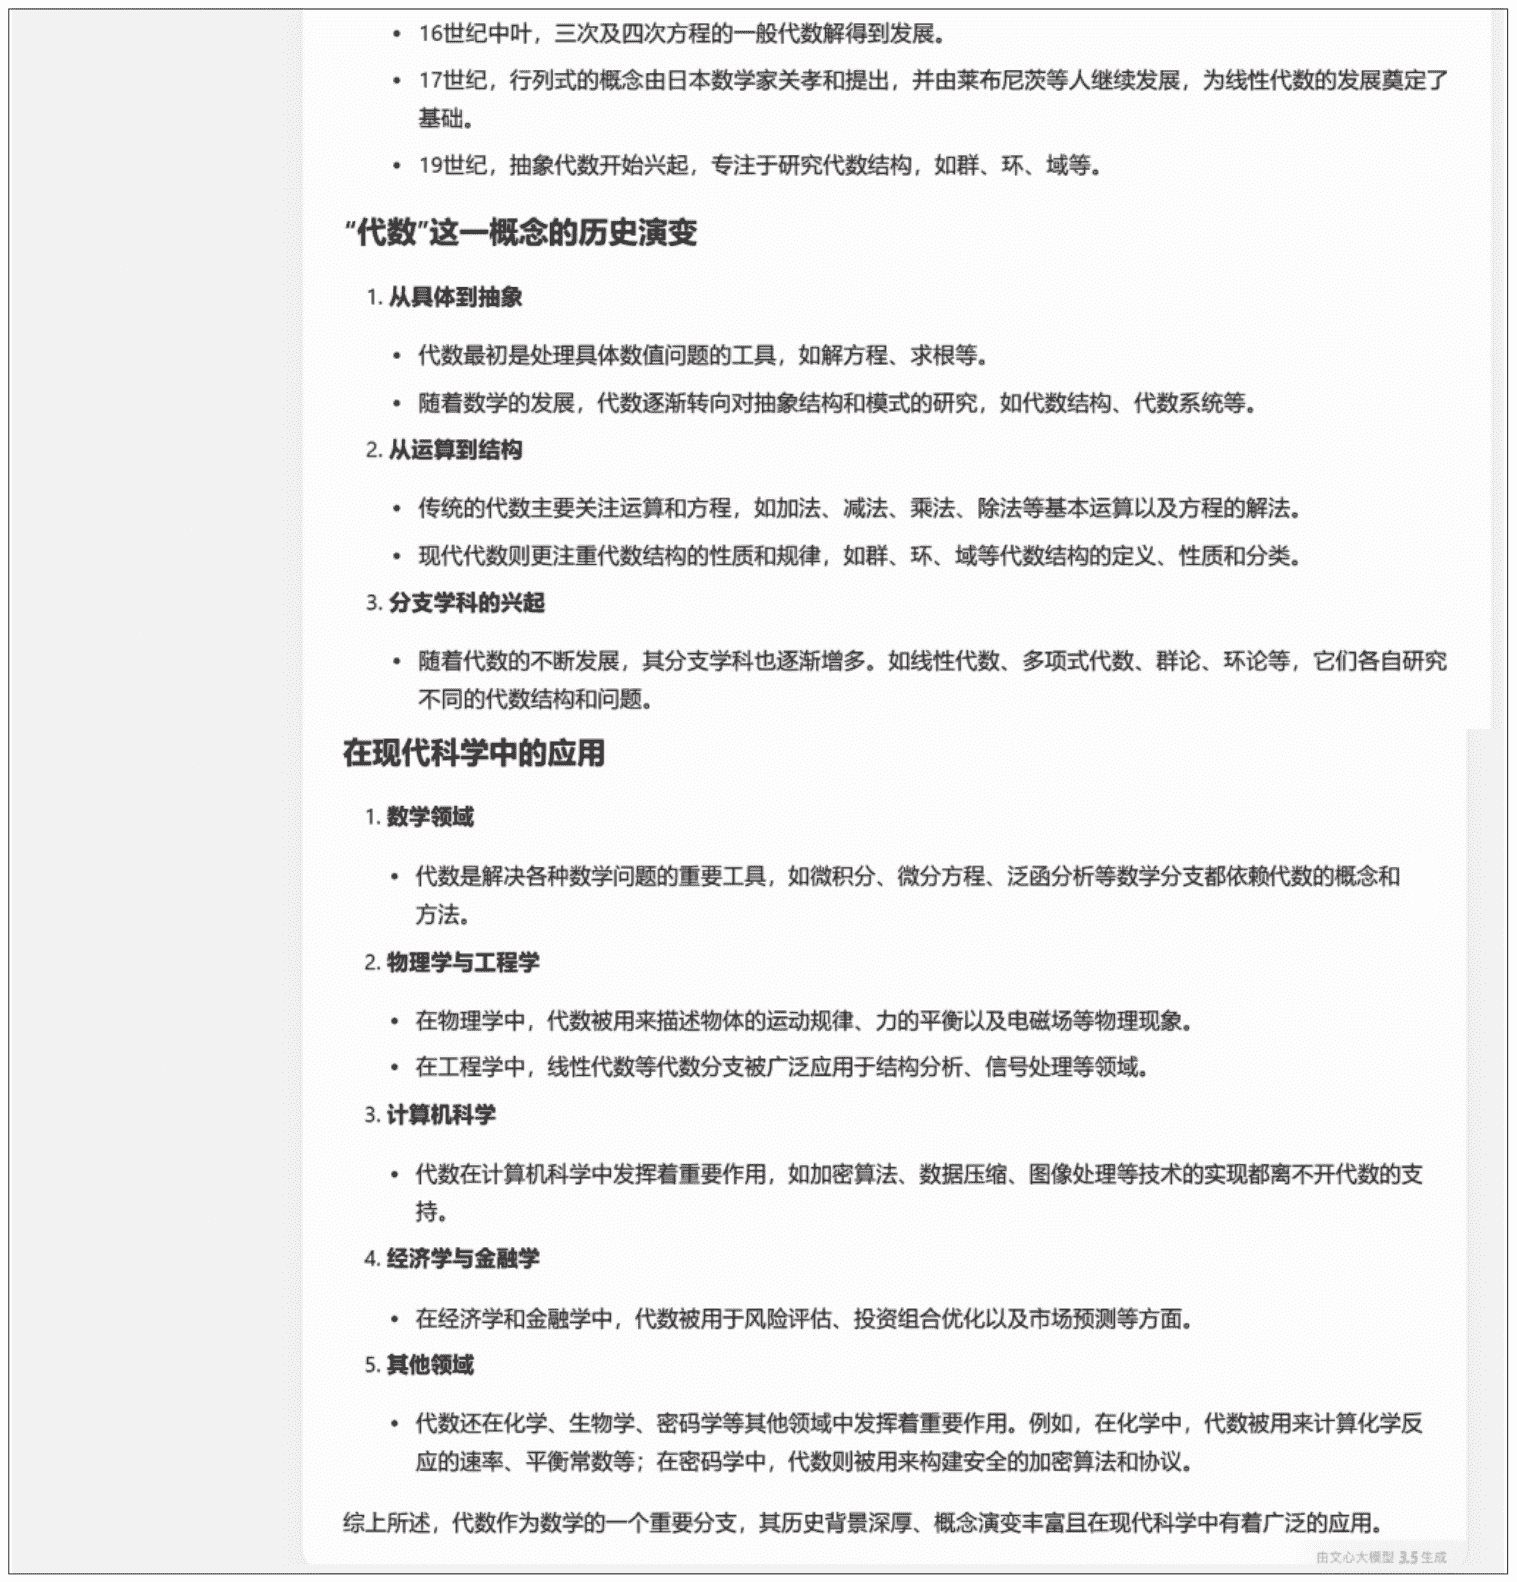 • 16世纪中叶，三次及四次方程的一般代数解得到发展。
• 17世纪，行列式的概念由日本数学家关孝和提出，并由莱布尼茨等人继续发展，为线性代数的发展奠定了
基础。
• 19世纪，抽象代数开始兴起，专注于研究代数结构，如群、环、域等。
“代数”这一概念的历史演变
1. 从具体到抽象
• 代数最初是处理具体数值问题的工具，如解方程、求根等。
• 随着数学的发展，代数逐渐转向对抽象结构和模式的研究，如代数结构、代数系统等。
2. 从运算到结构
• 传统的代数主要关注运算和方程，如加法、减法、乘法、除法等基本运算以及方程的解法。
• 现代代数则更注重代数结构的性质和规律，如群、环、域等代数结构的定义、性质和分类。
3. 分支学科的兴起
• 随着代数的不断发展，其分支学科也逐渐增多。如线性代数、多项式代数、群论、环论等，它们各自研究
不同的代数结构和问题。
在现代科学中的应用
1. 数学领域
• 代数是解决各种数学问题的重要工具，如微积分、微分方程、泛函分析等数学分支都依赖代数的概念和
方法。
2. 物理学与工程学
• 在物理学中，代数被用来描述物体的运动规律、力的平衡以及电磁场等物理现象。
• 在工程学中，线性代数等代数分支被广泛应用于结构分析、信号处理等领域。
3. 计算机科学
• 代数在计算机科学中发挥着重要作用，如加密算法、数据压缩、图像处理等技术的实现都离不开代数的支
持。
4. 经济学与金融学
• 在经济学和金融学中，代数被用于风险评估、投资组合优化以及市场预测等方面。
5. 其他领域
• 代数还在化学、生物学、密码学等其他领域中发挥着重要作用。例如，在化学中，代数被用来计算化学反
应的速率、平衡常数等；在密码学中，代数则被用来构建安全的加密算法和协议。
综上所述，代数作为数学的一个重要分支，其历史背景深厚、概念演变丰富且在现代科学中有着广泛的应用。
由文心大模型 3.5 生成